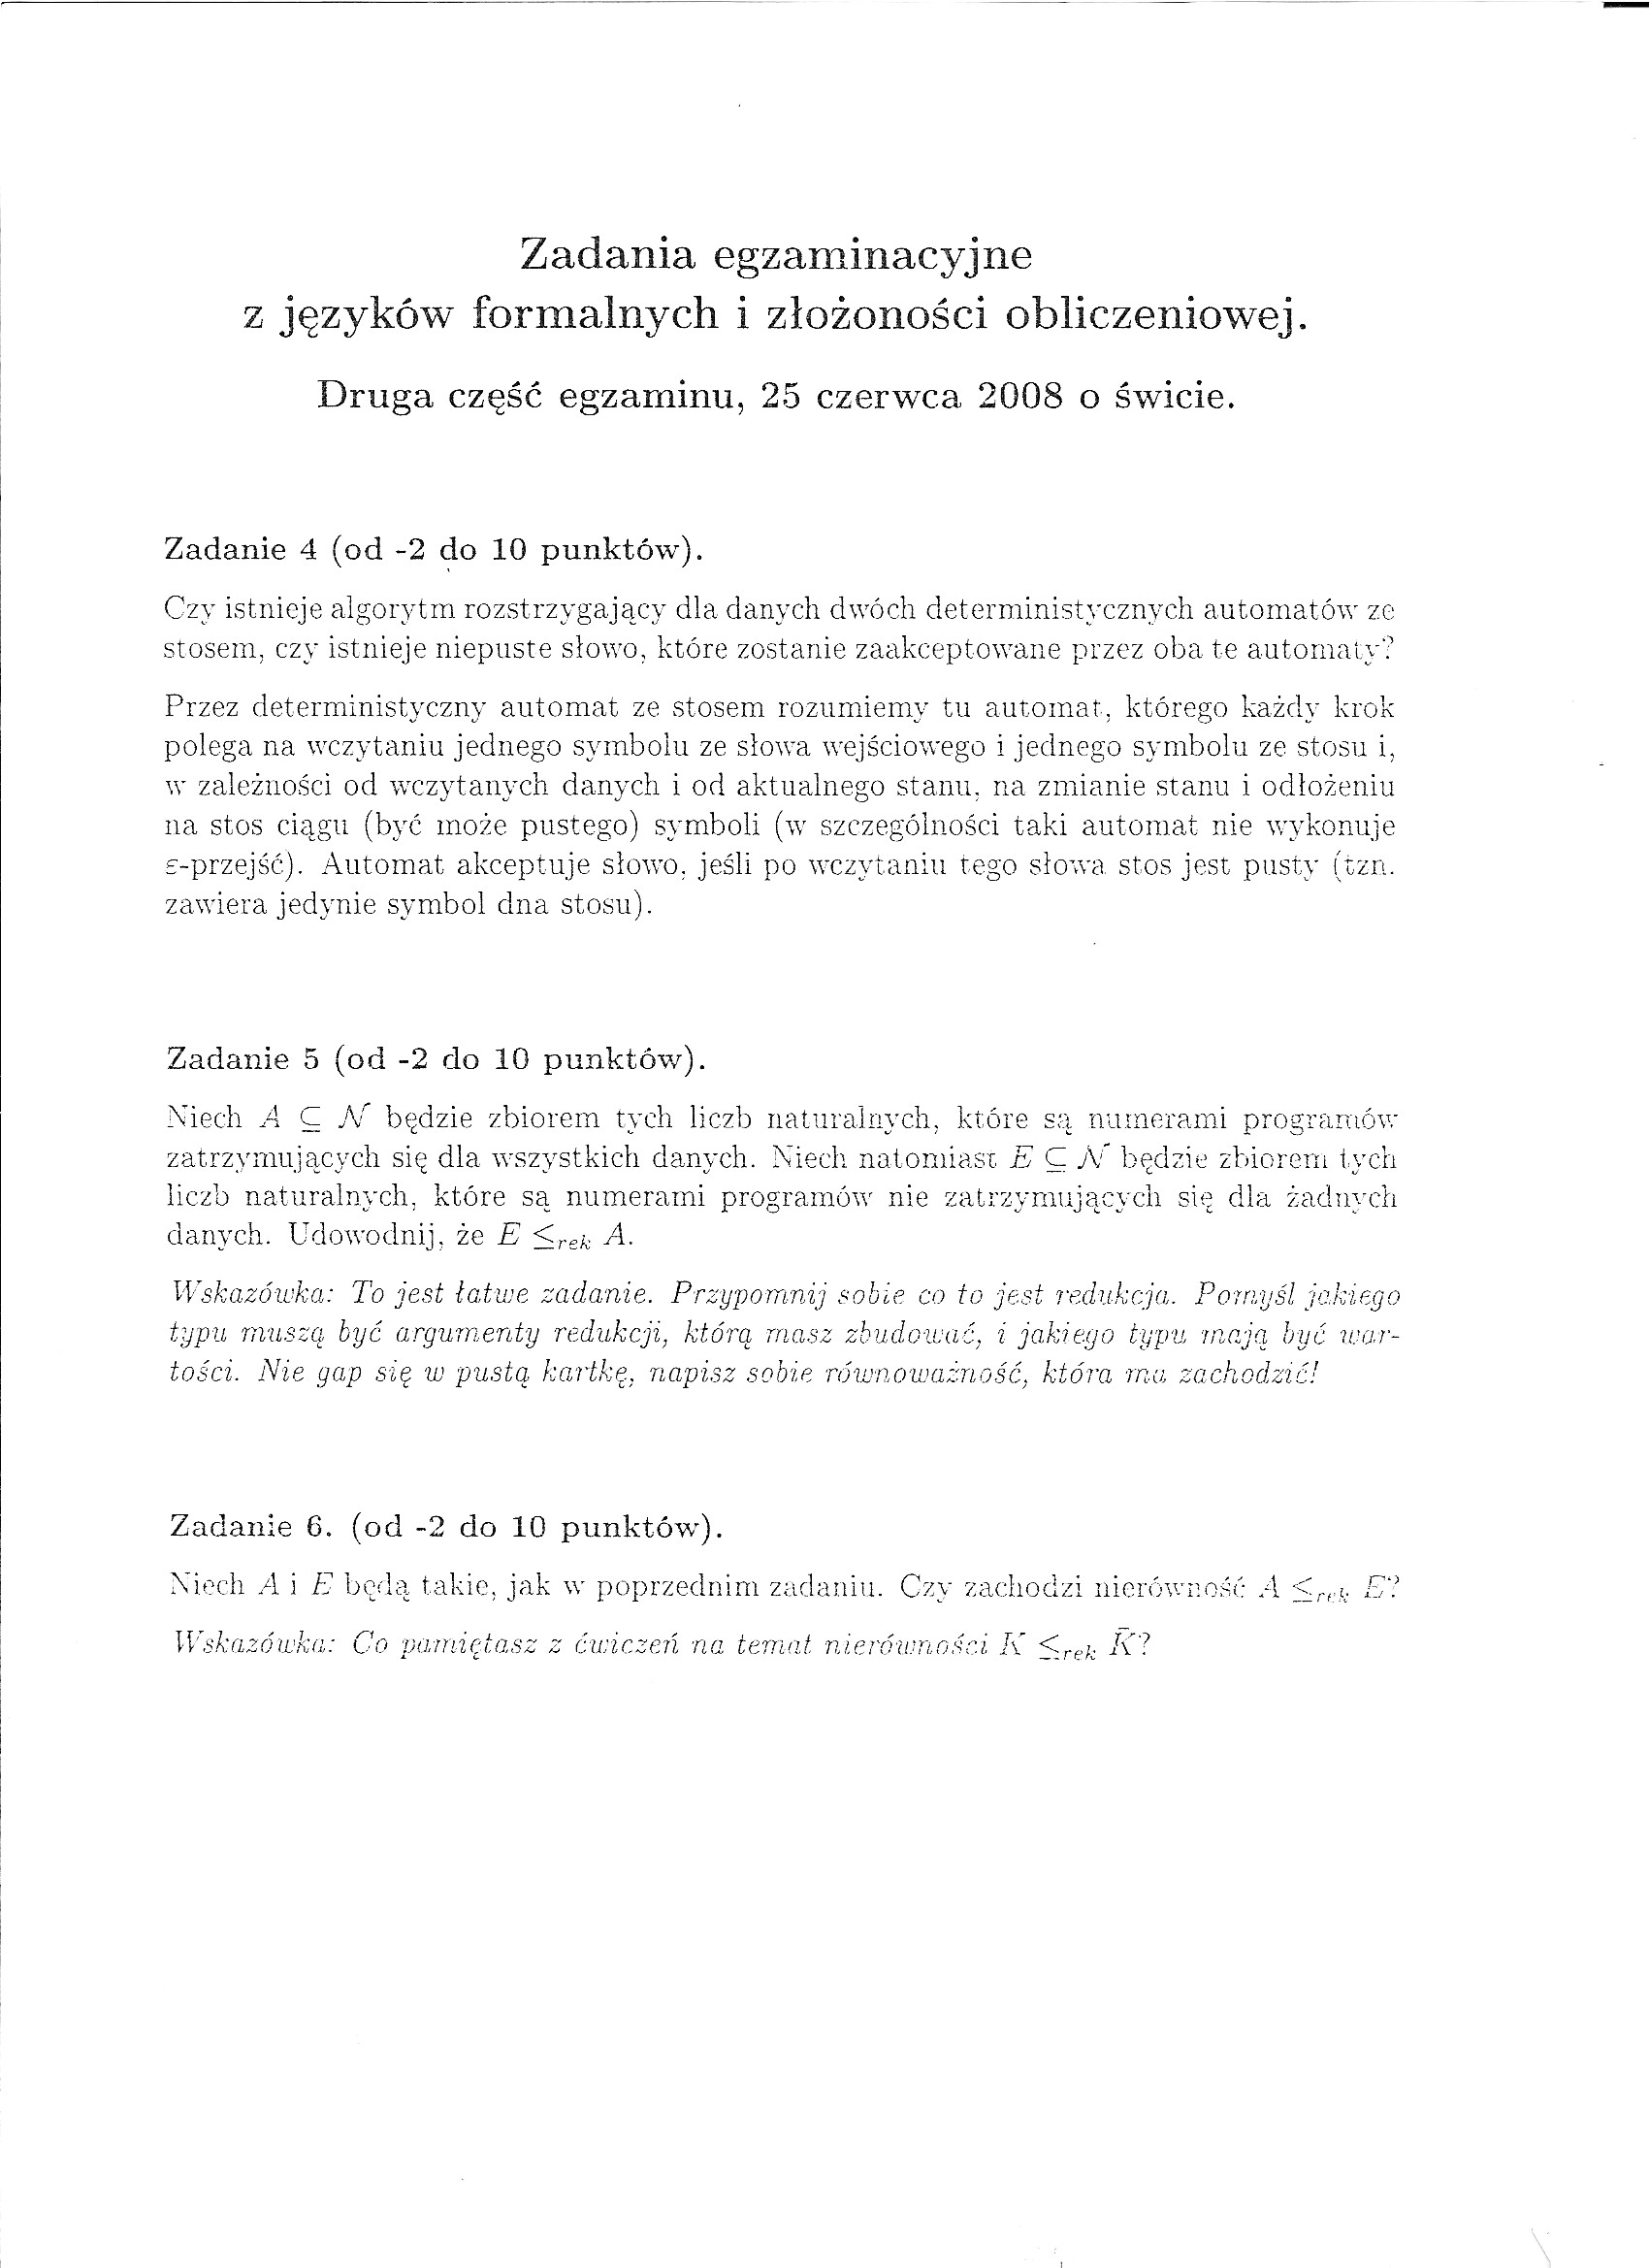 Zadania egzaminacyjne
z języków formalnych i złożoności obliczeniowej.
Druga część egzaminu, 25 czerwca 2008 o świcie.
Zadanie 4 (od -2 do 10 punktów).
Czy istnieje algorytm rozstrzygający dla danych dwóch deterministycznych automatów ze
stosem, czy istnieje niepuste słowo, które zostanie zaakceptowane przez oba te automaty?
Przez deterministyczny automat ze stosem rozumiemy tu automat, którego każdy krok
polega na wczytaniu jednego symbolu ze słowa wejściowego i jednego symbolu ze stosu i,
w zależności od wczytanych danych i od aktualnego stanu, na zmianie stanu i odłożeniu
na stos ciągu (być może pustego) symboli (w szczególności taki automat nie wykonuje
ε-przejść). Automat akceptuje słowo, jeśli po wczytaniu tego słowa stos jest pusty (tzn.
zawiera jedynie symbol dna stosu).
Zadanie 5 (od -2 do 10 punktów).
Niech A ⊆ N będzie zbiorem tych liczb naturalnych, które są numerami programów
zatrzymujących się dla wszystkich danych. Niech natomiast E ⊆ N będzie zbiorem tych
liczb naturalnych, które są numerami programów nie zatrzymujących się dla żadnych
danych. Udowodnij, że E ≤rek A.
Wskazówka: To jest łatwe zadanie. Przypomnij sobie co to jest redukcja. Pomyśl jakiego
typu muszą być argumenty redukcji, którą masz zbudować, i jakiego typu mają być war-
tości. Nie gap się w pustą kartkę, napisz sobie równoważność, która ma zachodzić!
Zadanie 6. (od -2 do 10 punktów).
Niech A i E będą takie, jak w poprzednim zadaniu. Czy zachodzi nierówność A ≤rek E?
Wskazówka: Co pamiętasz z ćwiczeń na temat nierówności K ≤rek K̄?